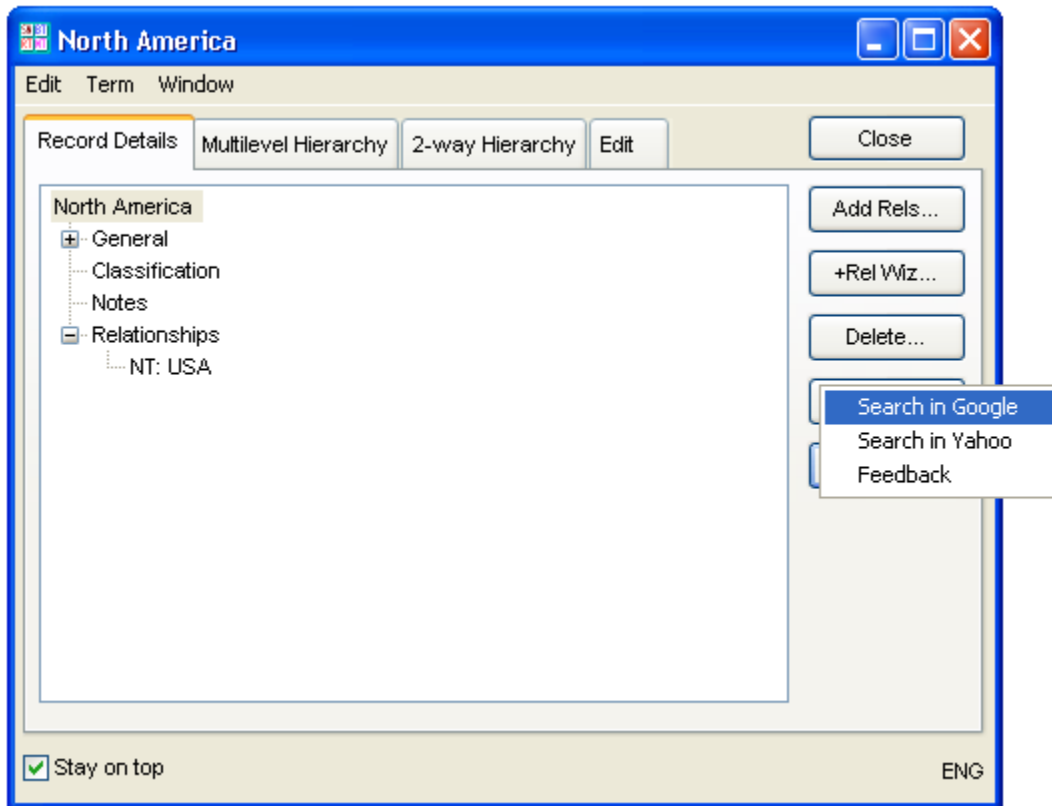 North America
Edit Term Window
Record Details Multilevel Hierarchy 2-way Hierarchy Edit Close
North America Add Rels...
General
Classification +Rel Wiz...
Notes
Relationships Delete...
NT: USA
Search in Google
Search in Yahoo
Feedback
Stay on top ENG